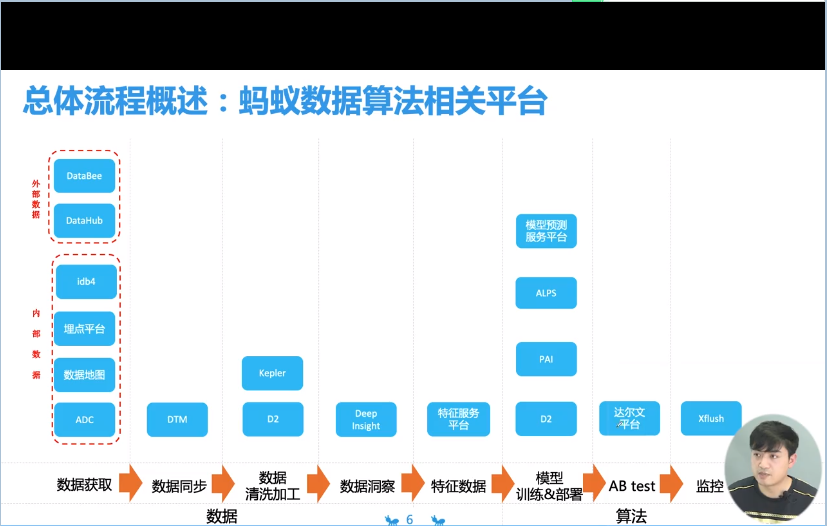 总体流程概述：蚂蚁数据算法相关平台
外部数据
DataBee
DataHub
内部数据
idb4
埋点平台
数据地图
ADC
DTM
Kepler
D2
Deep
Insight
特征服务
平台
模型预测
服务平台
ALPS
PAI
D2
达尔文
平台
Xflush
数据获取
数据同步
数据
清洗加工
数据洞察
特征数据
模型
训练&部署
AB test
监控
数据
算法
6